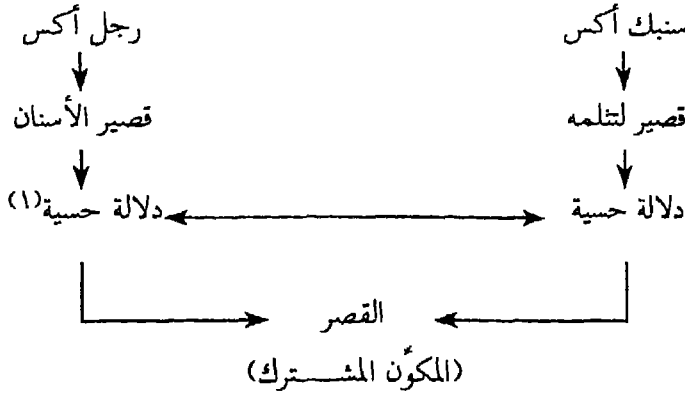 سنبك أكس رجل أكس
قصير لتثلمه قصير الأسنان
دلالة حسية دلالة حسية(١)
القصر
(المكوِّن المشـــترك)